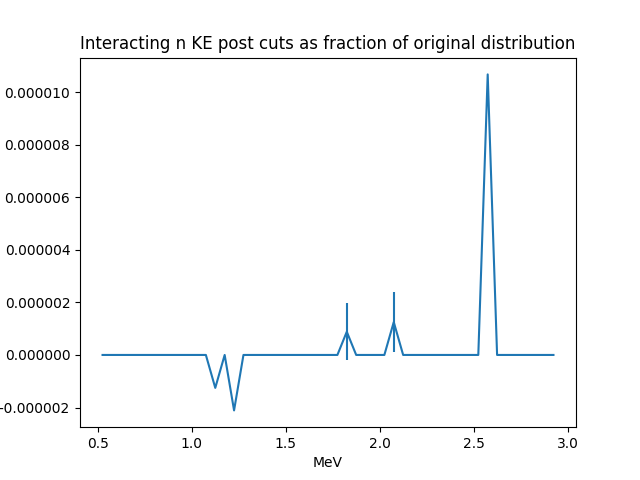 Interacting n KE post cuts as fraction of original distribution
0.000010
0.000008
0.000006
0.000004
0.000002
0.000000
-0.000002
0.5 1.0 1.5 2.0 2.5 3.0
MeV